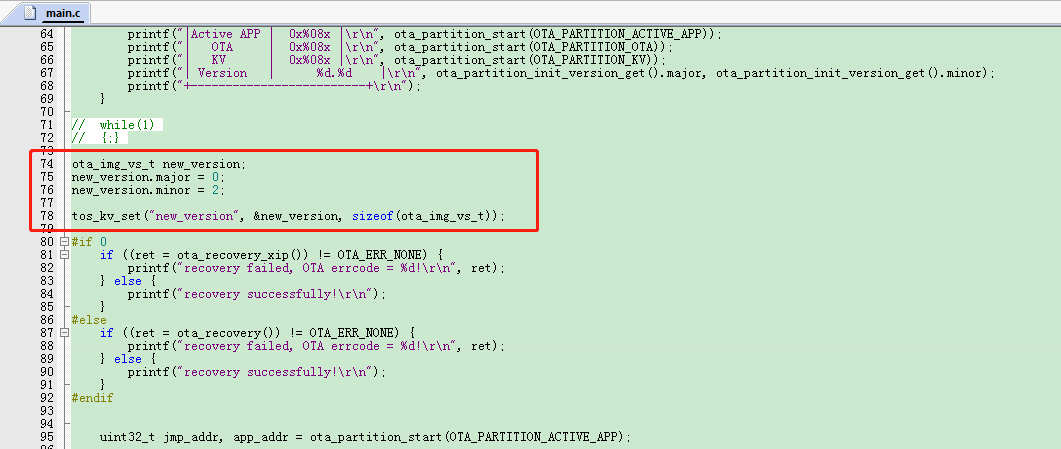 main.c
64 printf("|Active APP | 0x%08x |\r\n", ota_partition_start(OTA_PARTITION_ACTIVE_APP));
65 printf("| OTA | 0x%08x |\r\n", ota_partition_start(OTA_PARTITION_OTA));
66 printf("| KV | 0x%08x |\r\n", ota_partition_start(OTA_PARTITION_KV));
67 printf("| Version | %d.%d |\r\n", ota_partition_init_version_get().major, ota_partition_init_version_get().minor);
68 printf("+------------------------+\r\n");
69 }
70
71 // while(1)
72 // {;}
73
74 ota_img_vs_t new_version;
75 new_version.major = 0;
76 new_version.minor = 2;
77
78 tos_kv_set("new_version", &new_version, sizeof(ota_img_vs_t));
79
80 #if 0
81 if ((ret = ota_recovery_xip()) != OTA_ERR_NONE) {
82 printf("recovery failed, OTA errcode = %d!\r\n", ret);
83 } else {
84 printf("recovery successfully!\r\n");
85 }
86 #else
87 if ((ret = ota_recovery()) != OTA_ERR_NONE) {
88 printf("recovery failed, OTA errcode = %d!\r\n", ret);
89 } else {
90 printf("recovery successfully!\r\n");
91 }
92 #endif
93
94
95 uint32_t jmp_addr, app_addr = ota_partition_start(OTA_PARTITION_ACTIVE_APP);